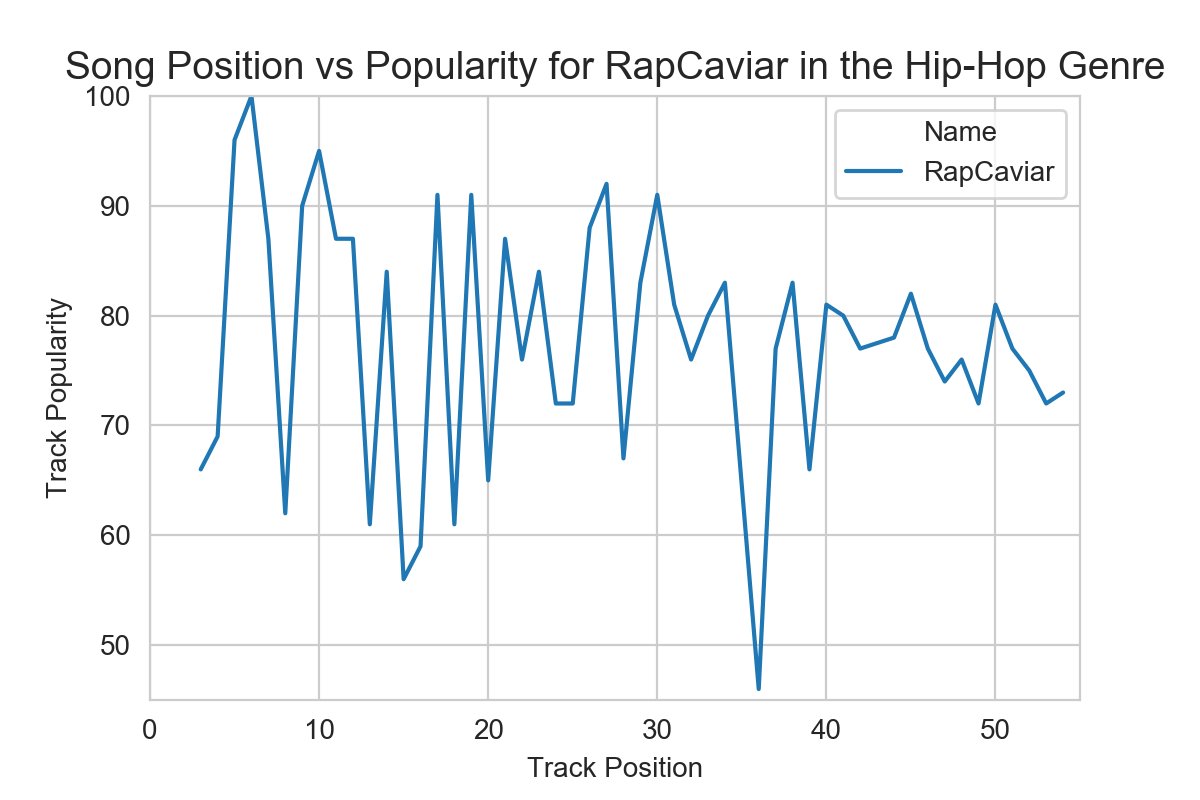 Song Position vs Popularity for RapCaviar in the Hip-Hop Genre
100
90
80
70
60
50
Track Popularity
Name
RapCaviar
0 10 20 30 40 50
Track Position